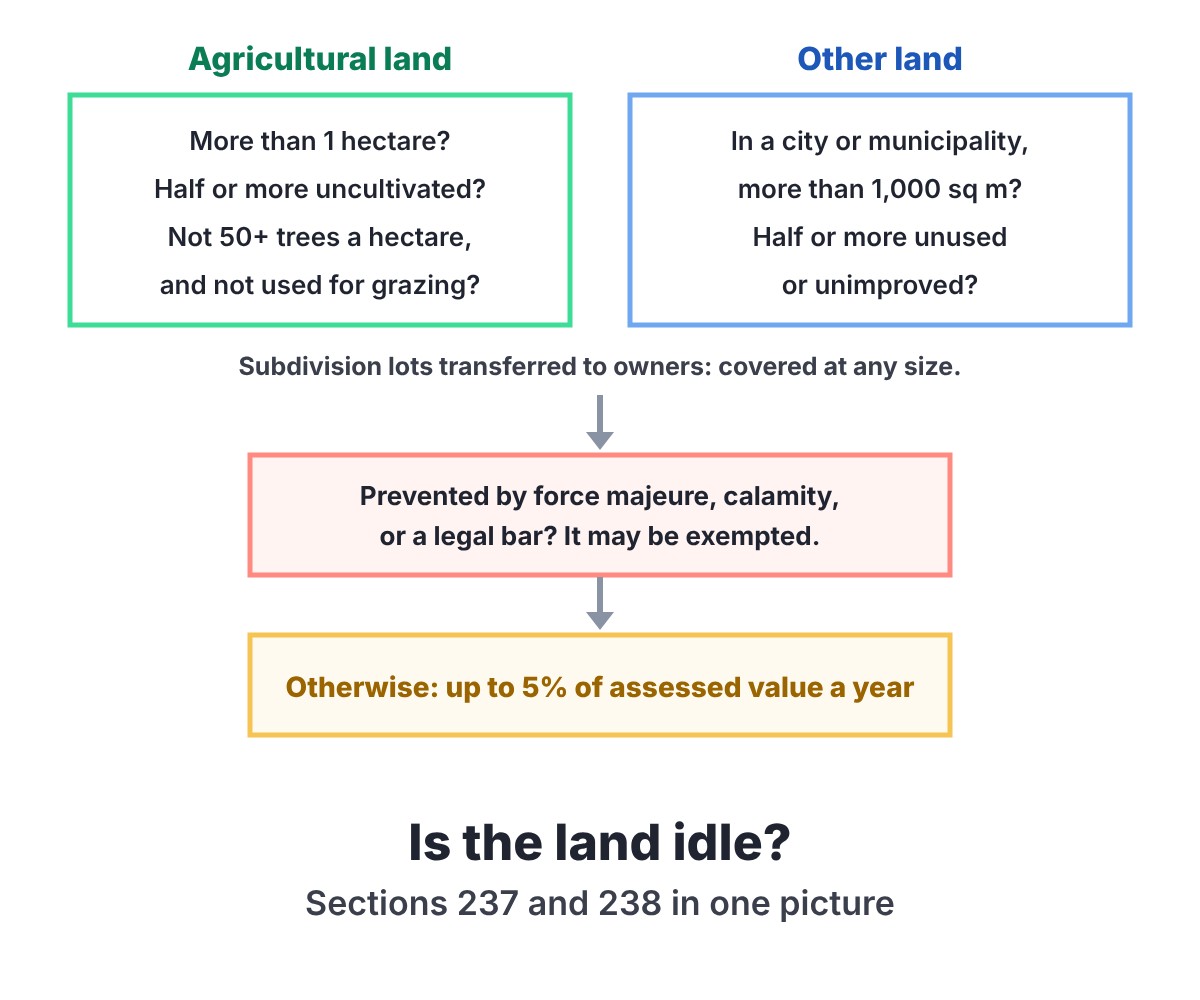 Agricultural land
More than 1 hectare?
Half or more uncultivated?
Not 50+ trees a hectare,
and not used for grazing?
Other land
In a city or municipality,
more than 1,000 sq m?
Half or more unused
or unimproved?
Subdivision lots transferred to owners: covered at any size.
Prevented by force majeure, calamity,
or a legal bar? It may be exempted.
Otherwise: up to 5% of assessed value a year
Is the land idle?
Sections 237 and 238 in one picture